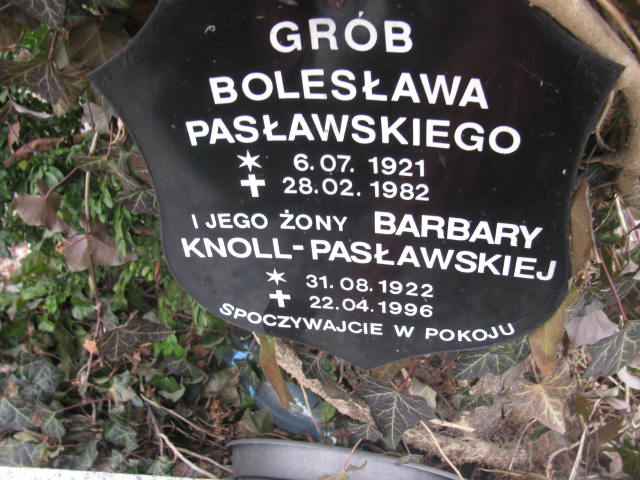 GRÓB
BOLESŁAWA
PASŁAWSKIEGO
* 6.07. 1921
✝ 28.02. 1982
I JEGO ŻONY BARBARY
KNOLL-PASŁAWSKIEJ
* 31.08.1922
✝ 22.04.1996
SPOCZYWAJCIE W POKOJU